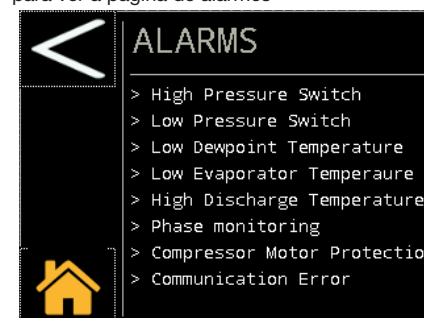 para ver a página de alarmes
ALARMS
> High Pressure Switch
> Low Pressure Switch
> Low Dewpoint Temperature
> Low Evaporator Temperaure
> High Discharge Temperature
> Phase monitoring
> Compressor Motor Protectio
> Communication Error